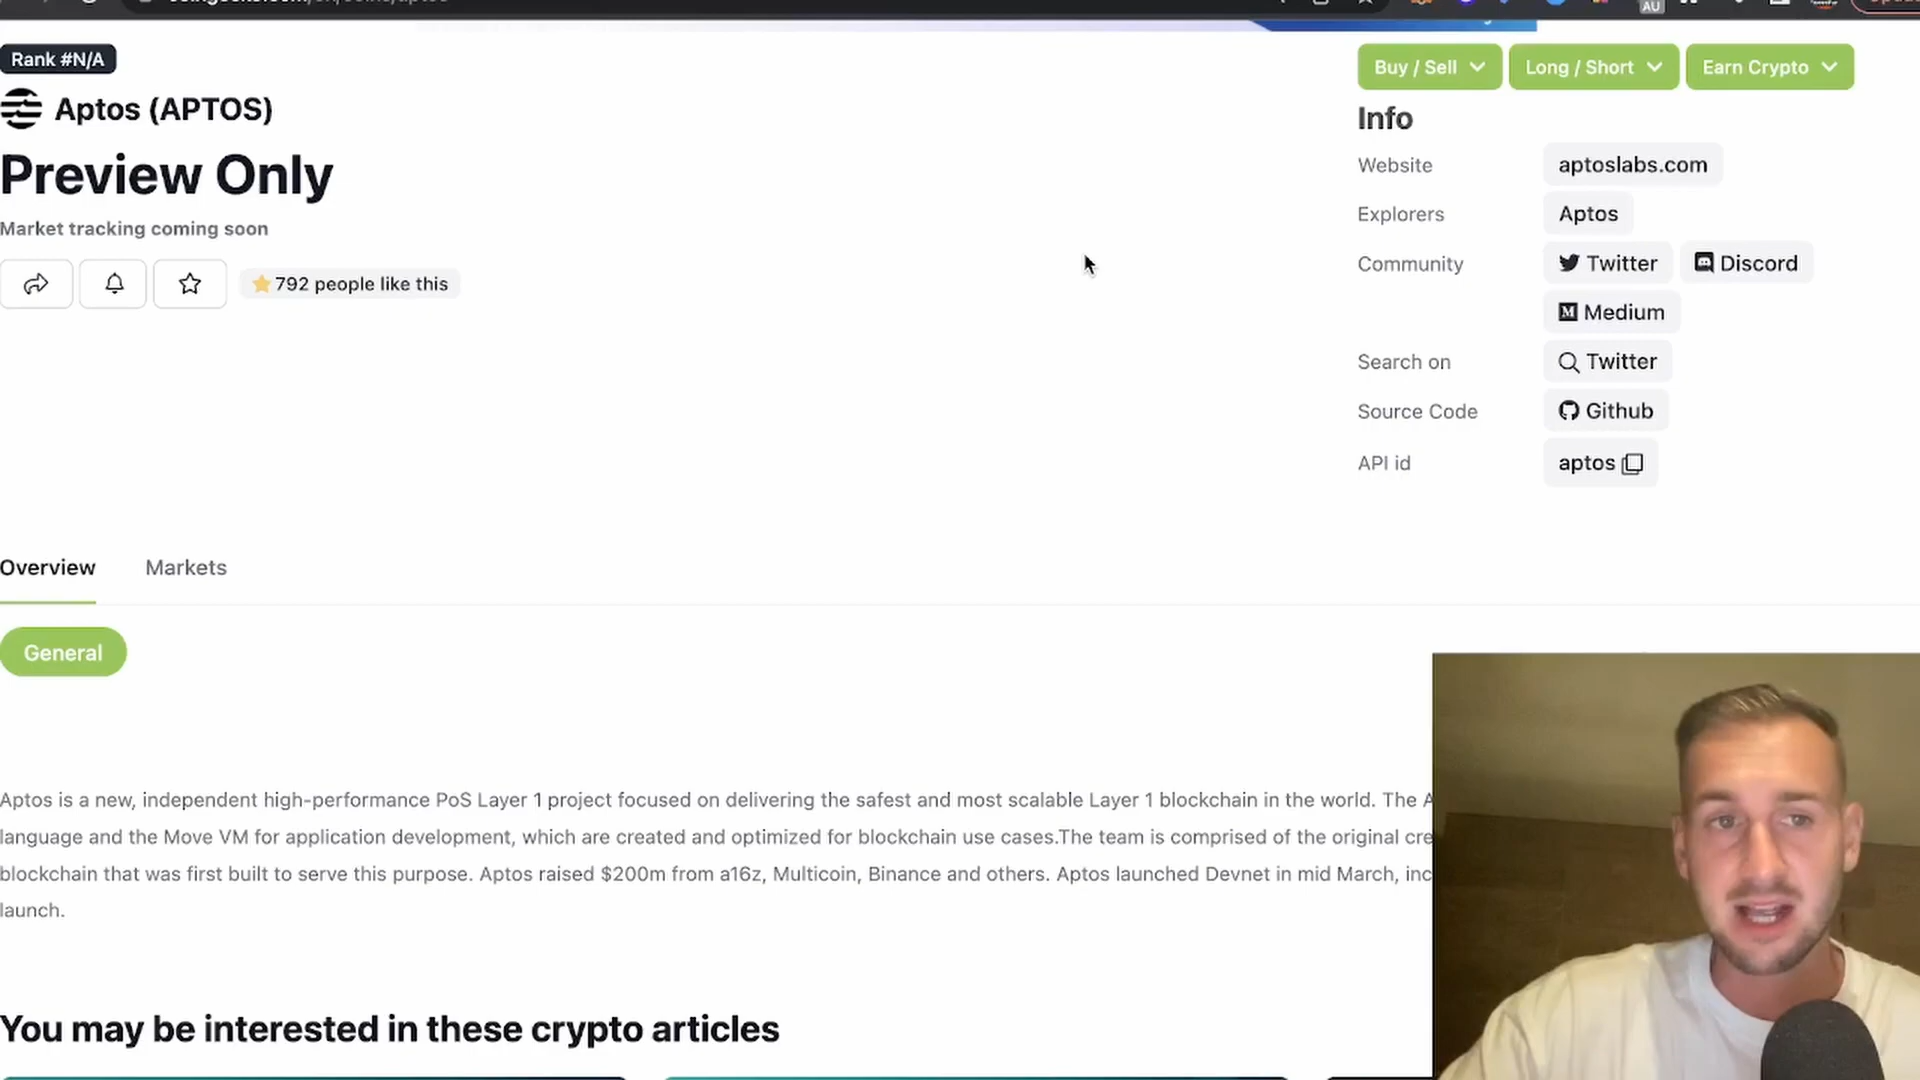 AU
Rank #N/A
Aptos (APTOS)
Preview Only
Market tracking coming soon
792 people like this
Buy / Sell
Long / Short
Earn Crypto
Info
Website
aptoslabs.com
Explorers
Aptos
Community
Twitter
Discord
Medium
Search on
Twitter
Source Code
Github
API id
aptos
Overview
Markets
General
Aptos is a new, independent high-performance PoS Layer 1 project focused on delivering the safest and most scalable Layer 1 blockchain in the world. The
language and the Move VM for application development, which are created and optimized for blockchain use cases.The team is comprised of the original
blockchain that was first built to serve this purpose. Aptos raised $200m from a16z, Multicoin, Binance and others. Aptos launched Devnet in mid March,
launch.
You may be interested in these crypto articles